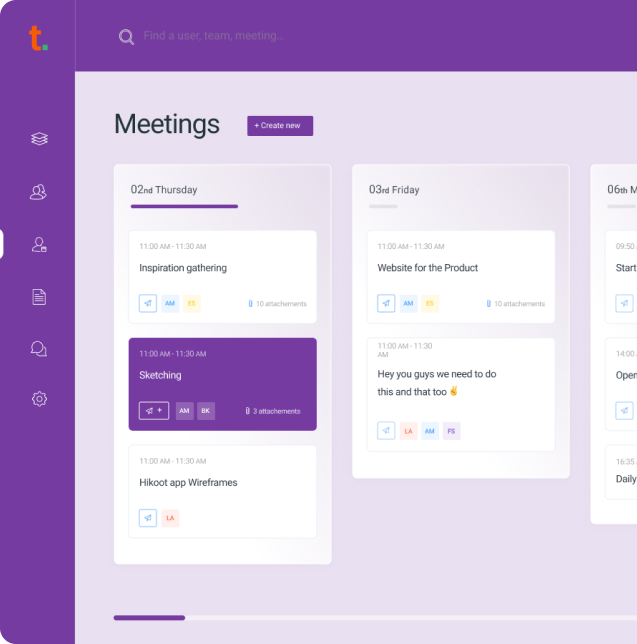 t.
Find a user, team, meeting...
Meetings
+ Create new
02nd Thursday
11:00 AM - 11:30 AM
Inspiration gathering
AM ES 10 attachements
11:00 AM - 11:30 AM
Sketching
+ AM BK 3 attachements
11:00 AM - 11:30 AM
Hikoot app Wireframes
LA
03rd Friday
11:00 AM - 11:30 AM
Website for the Product
AM ES 10 attachements
11:00 AM - 11:30
AM
Hey you guys we need to do
this and that too ✌
LA AM FS
06th M
09:50
Start
14:00
Open
16:35
Daily